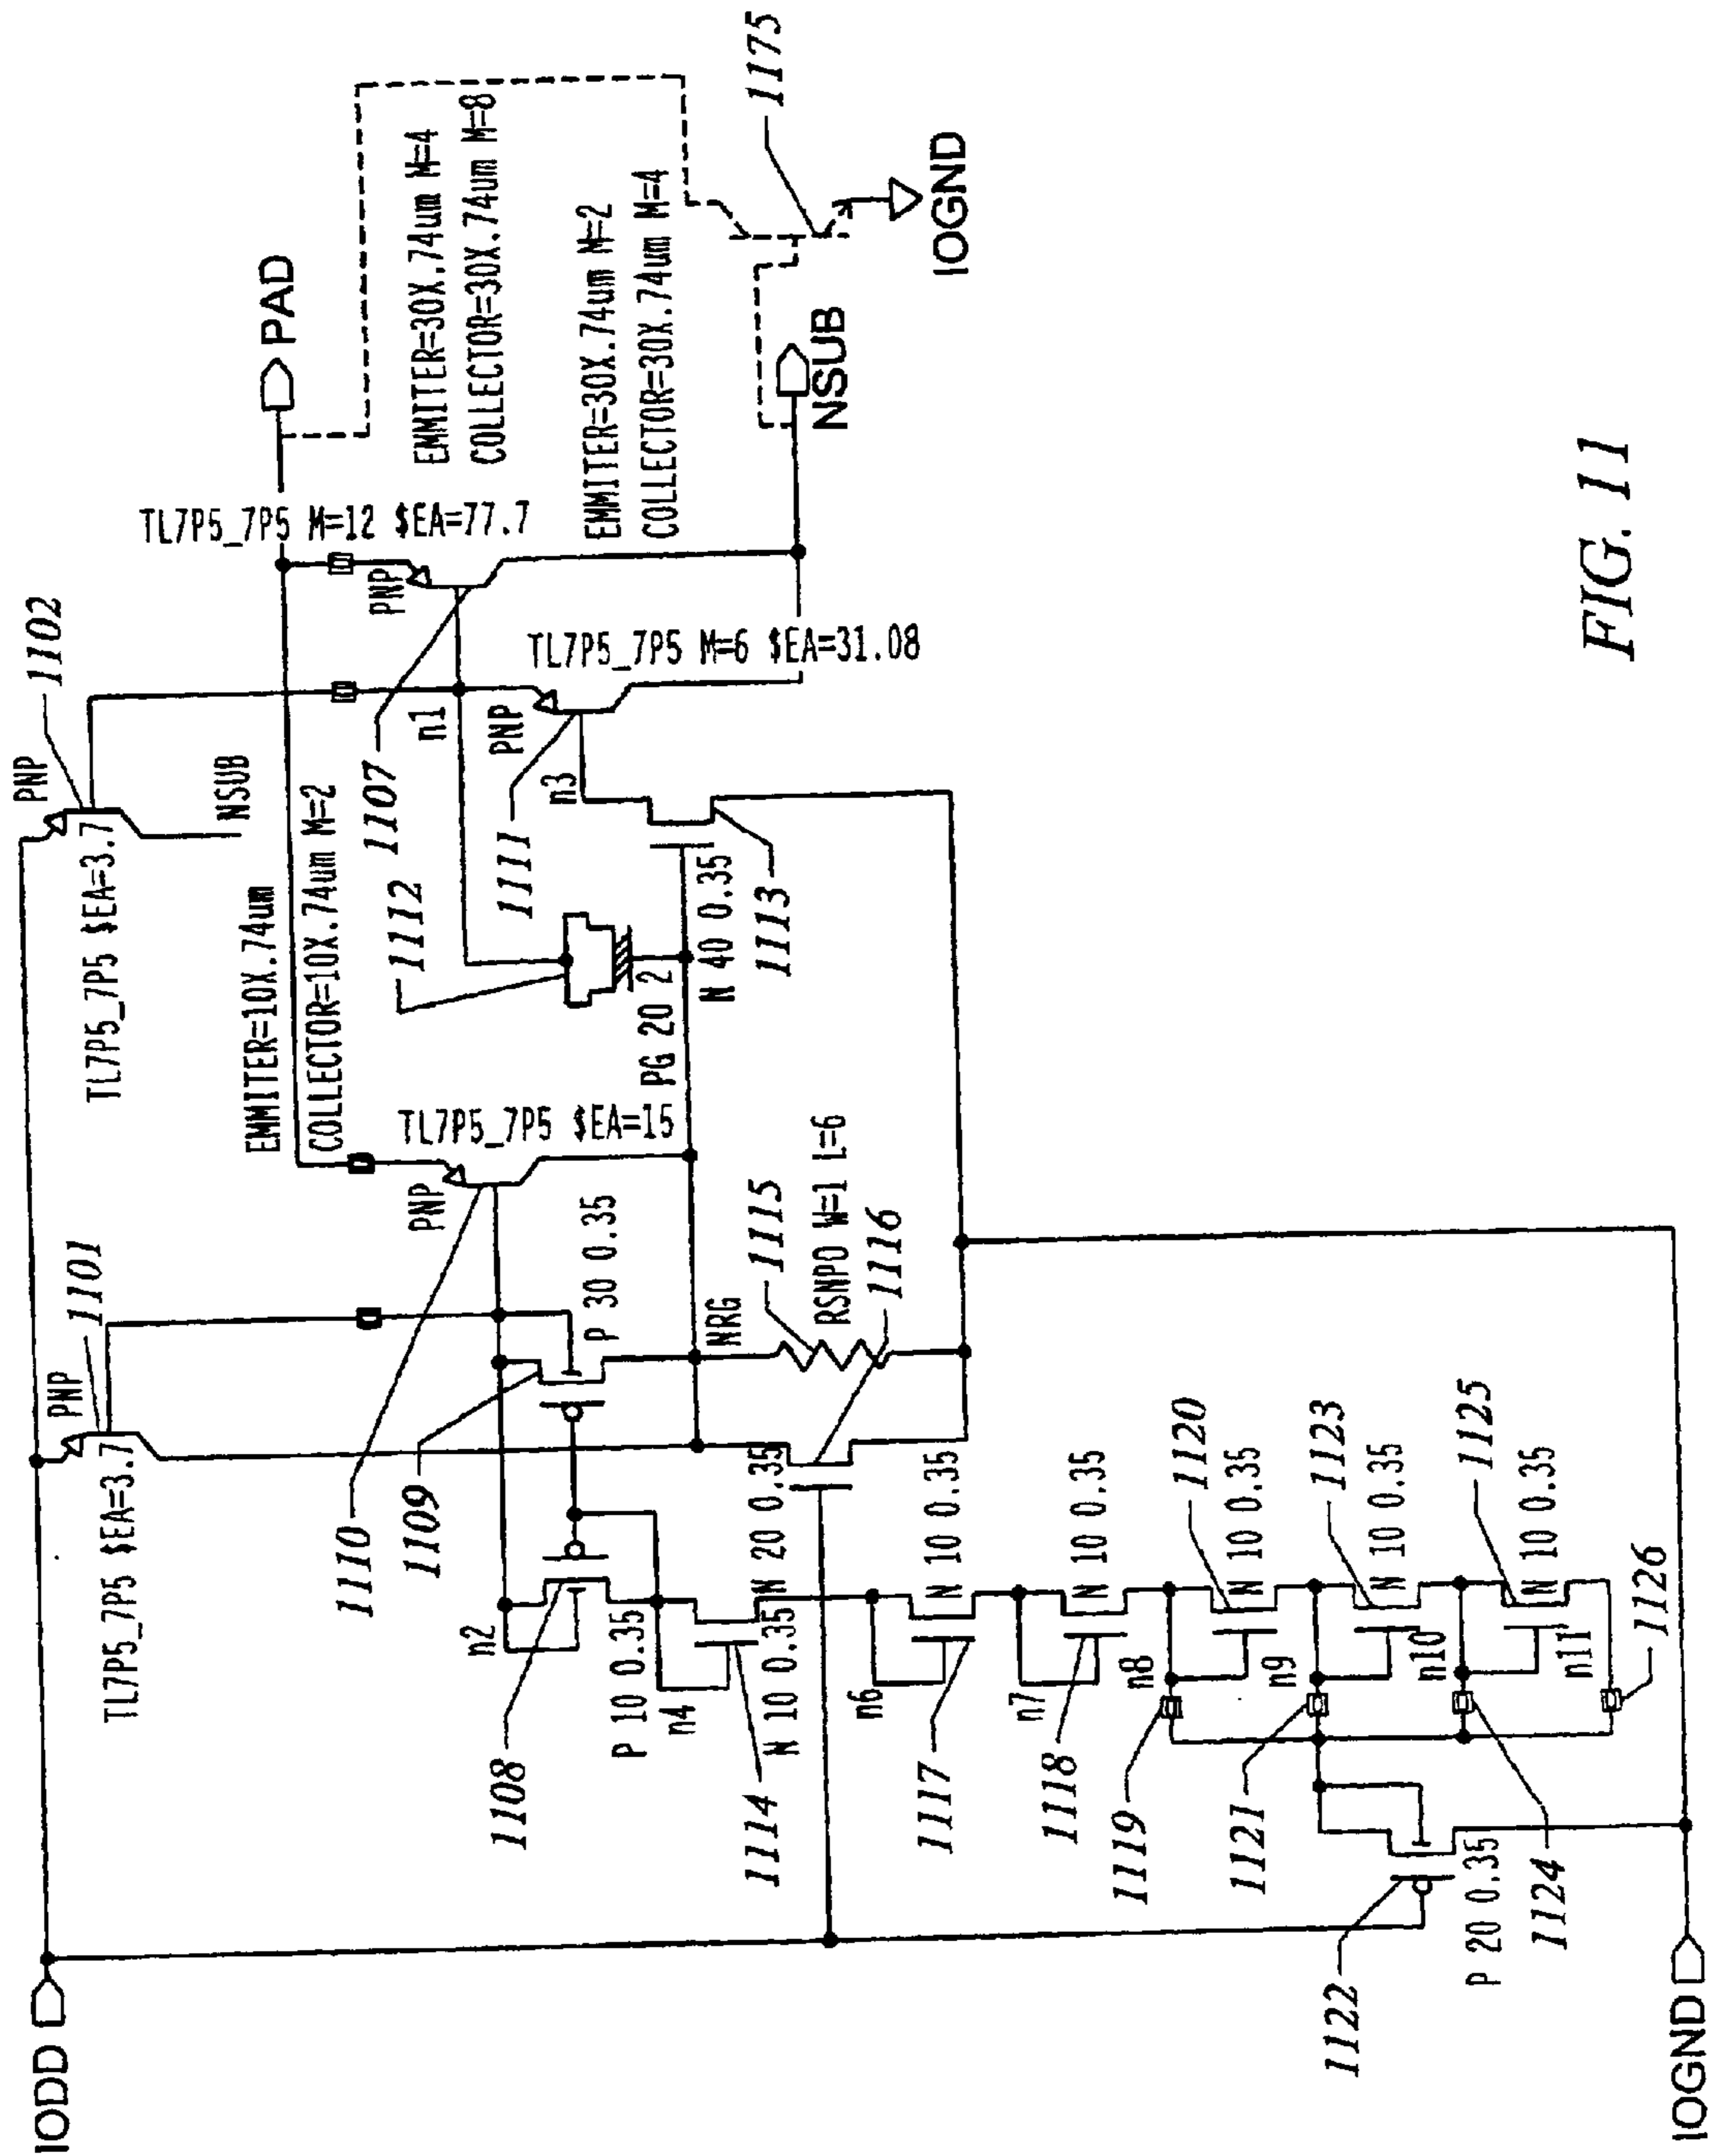 IODD
IOGND
PNP
1101
TL7P5_7P5 $EA=3.7
PNP
1102
TL7P5_7P5 $EA=3.7
NSUB
EMMITER=10X.74um
COLLECTOR=10X.74um M=2
TL7P5_7P5 $EA=15
PNP
1110
PAD
TL7P5_7P5 M=12 $EA=77.7
EMMITER=30X.74um M=4
COLLECTOR=30X.74um M=8
PNP
1107
n1
TL7P5_7P5 M=6 $EA=31.08
EMMITER=30X.74um M=2
COLLECTOR=30X.74um M=4
PNP
1111
n3
1112
PG 20 2
N 40 0.35
1113
NSUB
1175
IOGND
n2
1108
P 10 0.35
1109
P 30 0.35
NRG
1115
RSNPO W=1 L=6
1116
N 20 0.35
n4
N 10 0.35
1114
n6
N 10 0.35
1117
n7
N 10 0.35
1118
n8
1119
1120
N 10 0.35
n9
1121
1123
N 10 0.35
n10
1124
1125
N 10 0.35
n11
1126
1122
P 20 0.35
FIG. 11